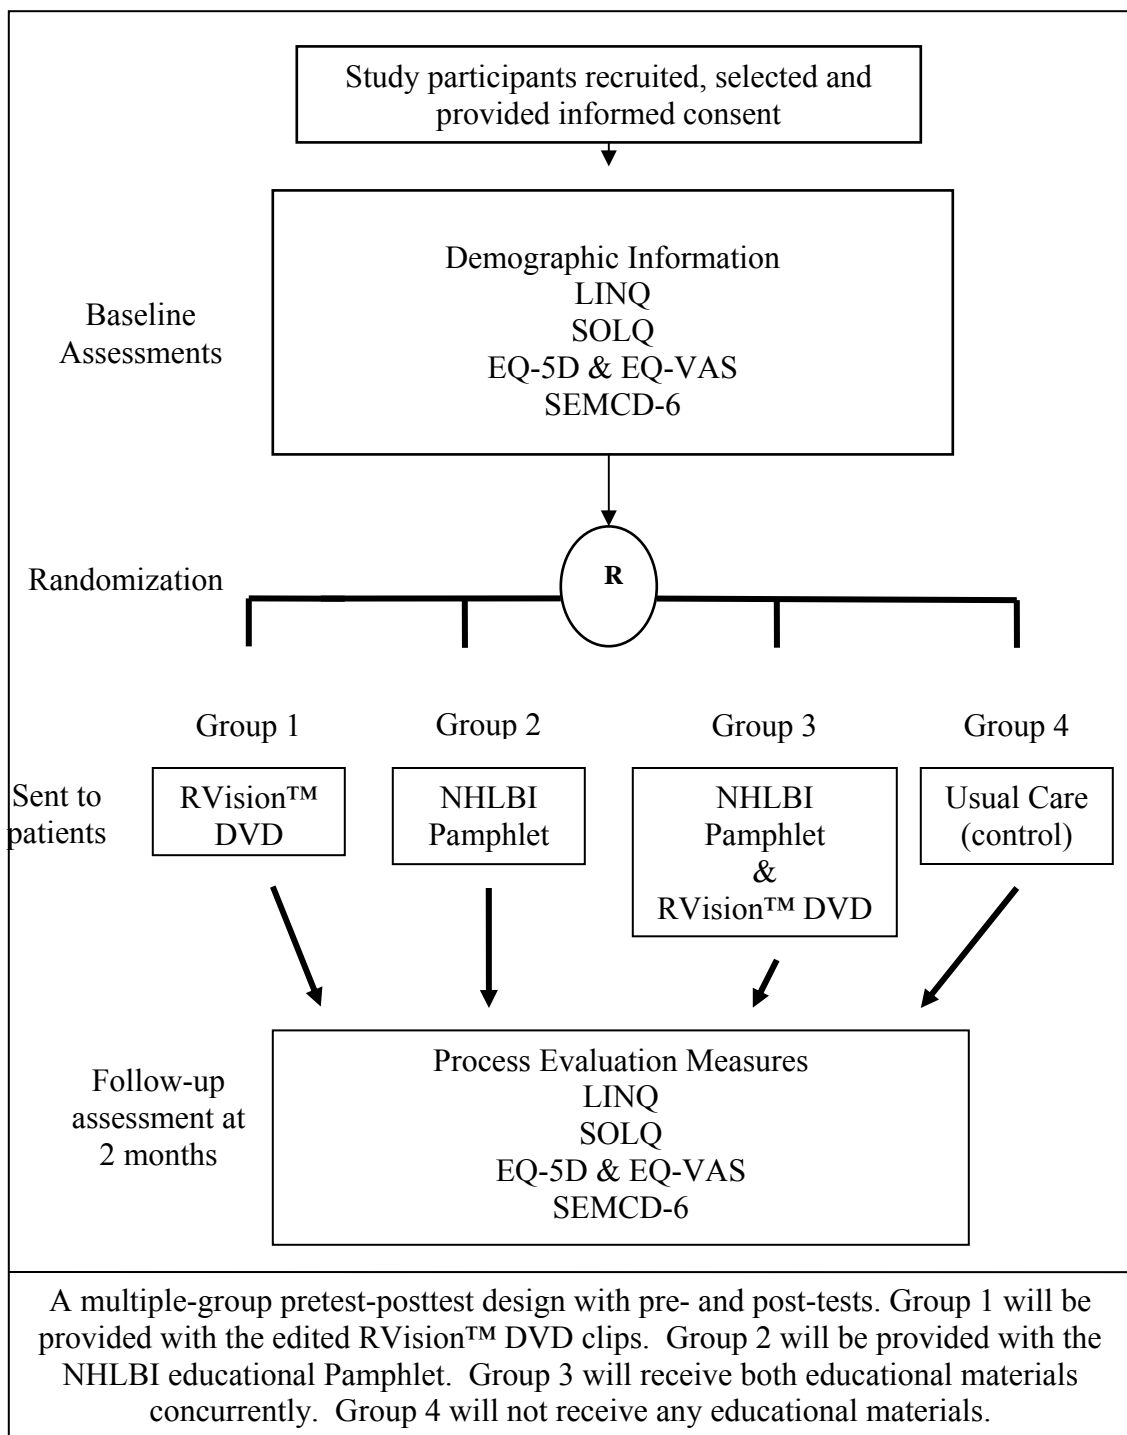 Study participants recruited, selected and
provided informed consent
Baseline
Assessments
Demographic Information
LINQ
SOLQ
EQ-5D & EQ-VAS
SEMCD-6
Randomization
R
Group 1
Group 2
Group 3
Group 4
Sent to
patients
RVision™
DVD
NHLBI
Pamphlet
NHLBI
Pamphlet
&
RVision™ DVD
Usual Care
(control)
Follow-up
assessment at
2 months
Process Evaluation Measures
LINQ
SOLQ
EQ-5D & EQ-VAS
SEMCD-6
A multiple-group pretest-posttest design with pre- and post-tests. Group 1 will be
provided with the edited RVision™ DVD clips.  Group 2 will be provided with the
NHLBI educational Pamphlet.  Group 3 will receive both educational materials
concurrently.  Group 4 will not receive any educational materials.